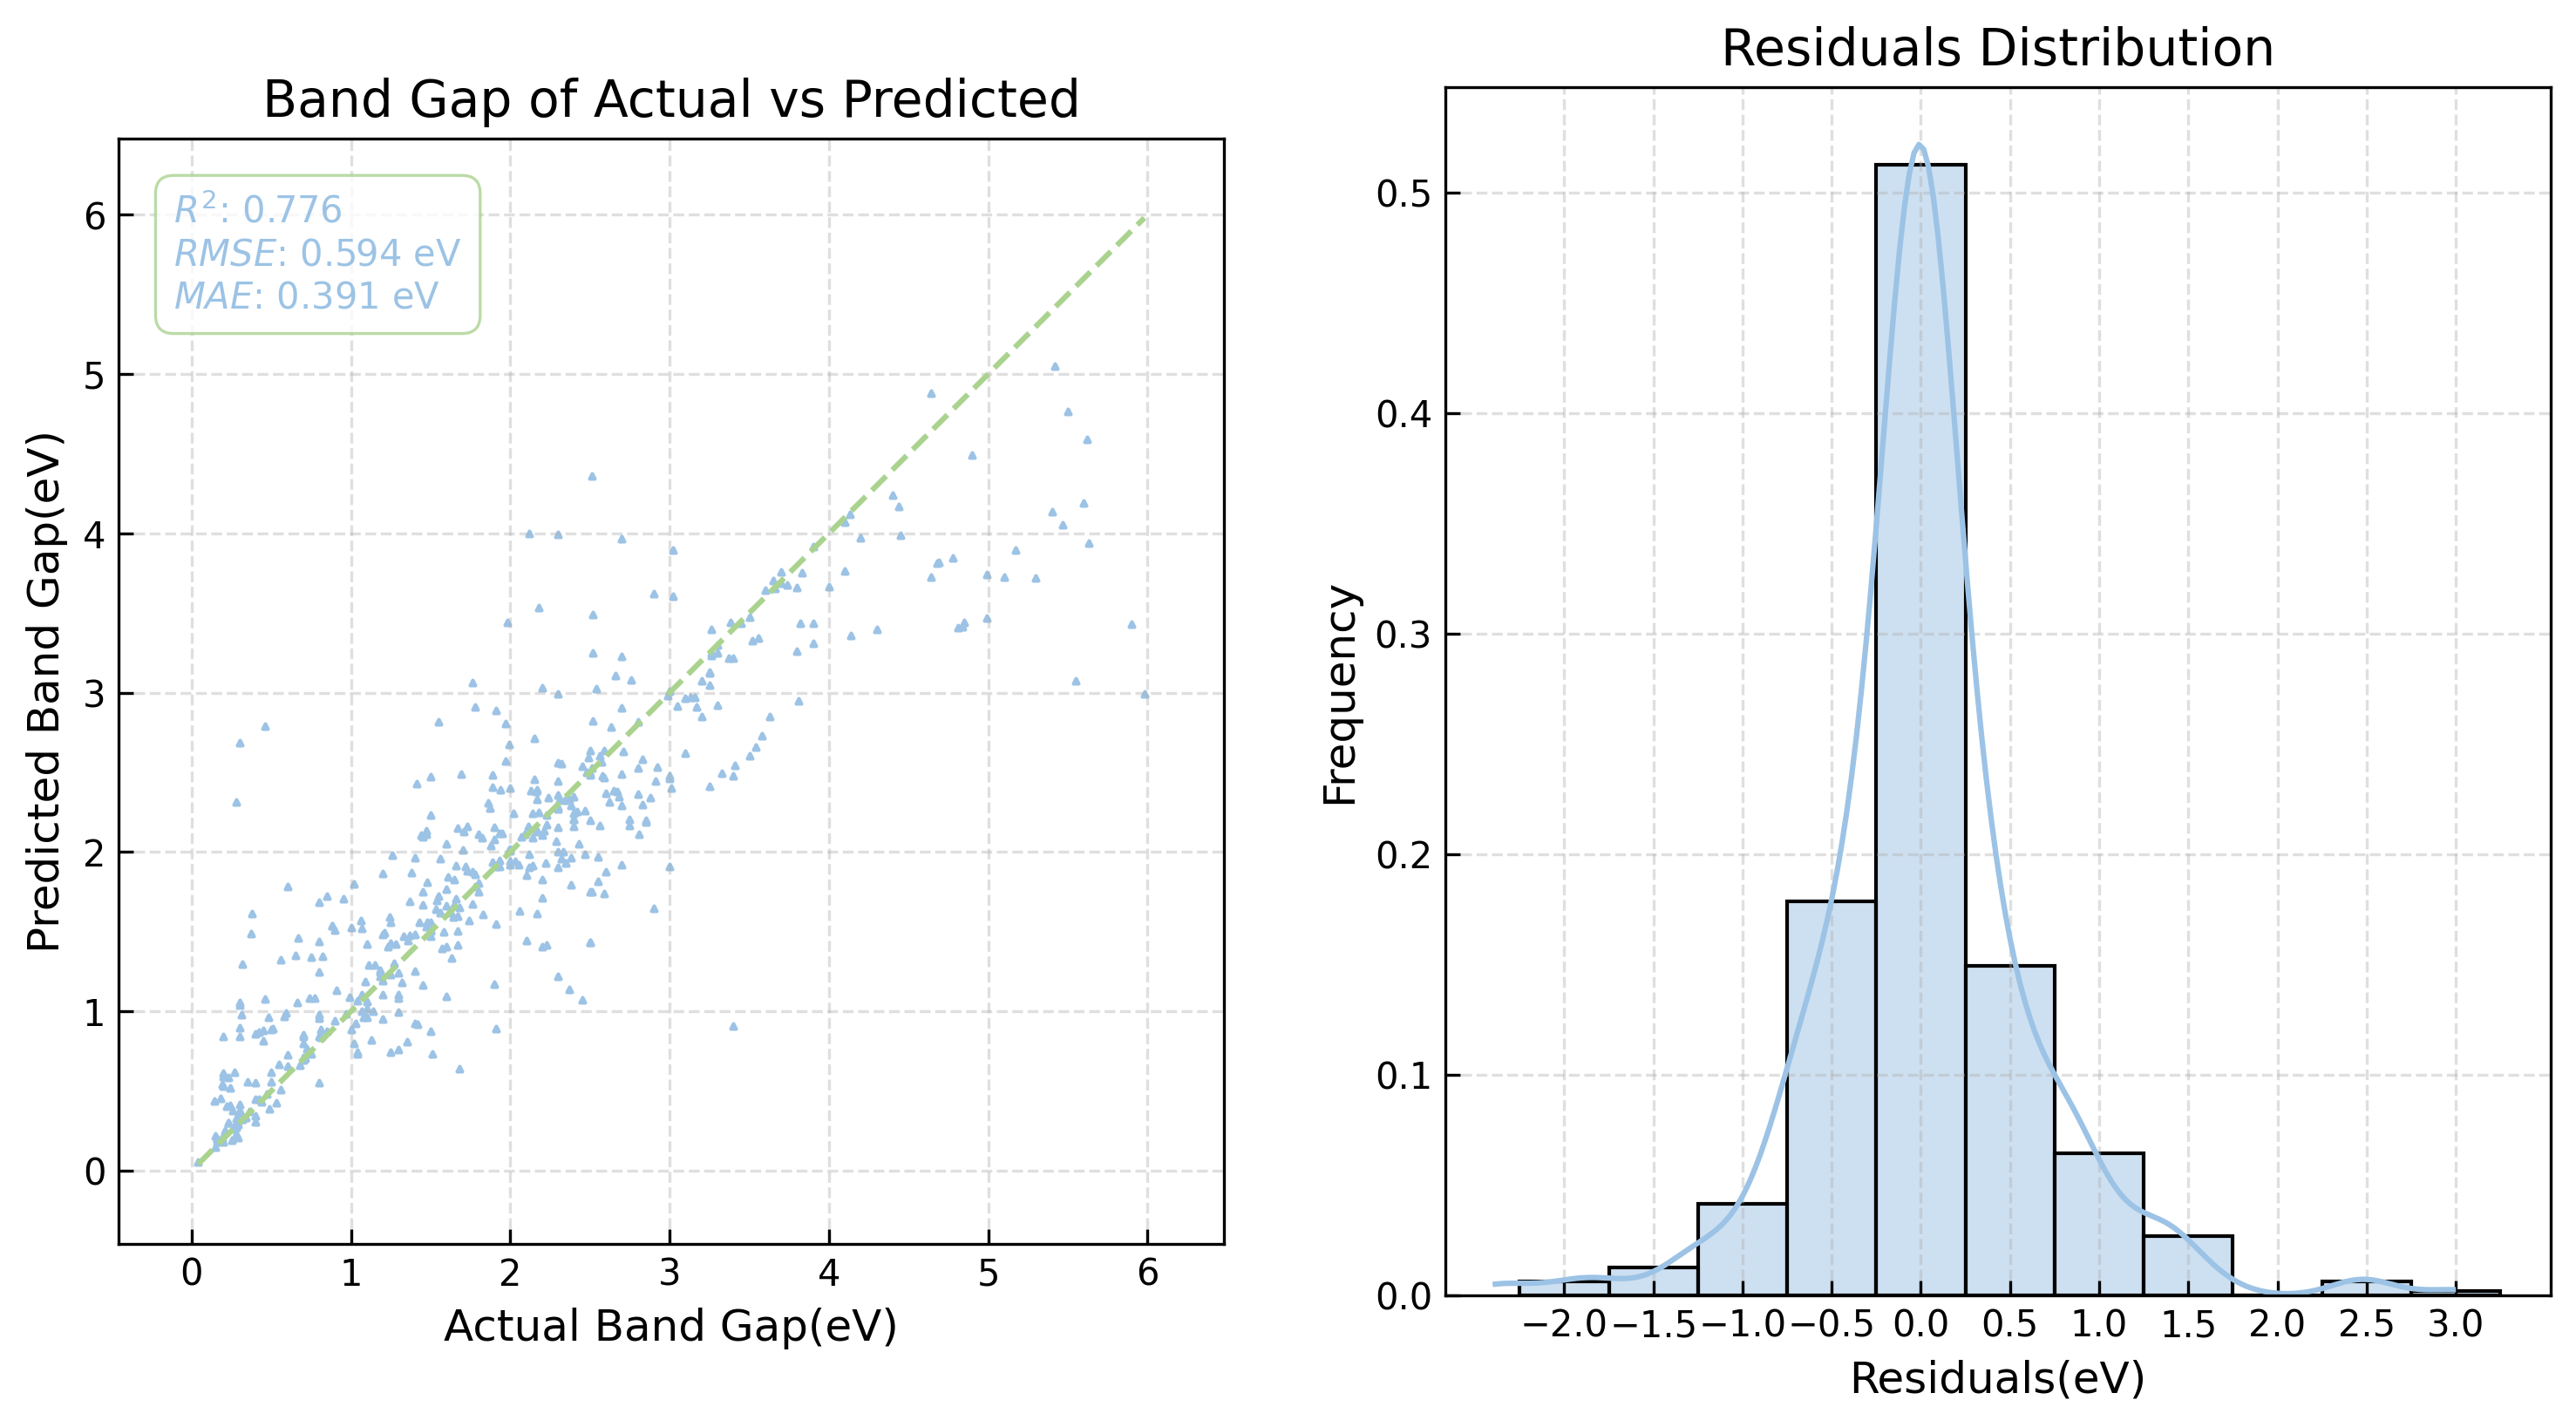 Band Gap of Actual vs Predicted
R²: 0.776
RMSE: 0.594 eV
MAE: 0.391 eV
6
5
4
3
2
1
0
Predicted Band Gap(eV)
0 1 2 3 4 5 6
Actual Band Gap(eV)
Residuals Distribution
0.5
0.4
0.3
0.2
0.1
0.0
Frequency
−2.0 −1.5 −1.0 −0.5 0.0 0.5 1.0 1.5 2.0 2.5 3.0
Residuals(eV)